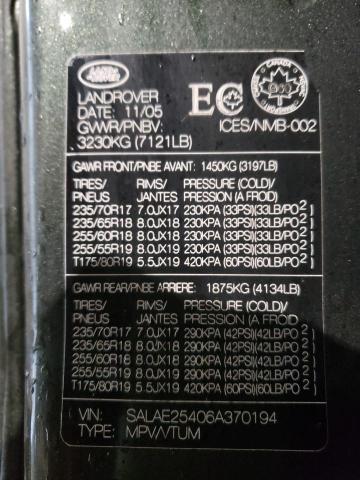 LAND ROVER
LANDROVER
DATE: 11/05
GWVR/PNBV:
3230KG (7121LB)
EC
CANADA
ICES/NMB-002
GAWR FRONT/PNBE AVANT: 1450KG (3197LB)
TIRES/ RIMS/ PRESSURE (COLD)/
PNEUS JANTES PRESSION (A FROID)
235/70R17 7.0JX17 230KPA (33PSI)(33LB/PO²)
235/65R18 8.0JX18 230KPA (33PSI)(33LB/PO²)
255/60R18 8.0JX18 230KPA (33PSI)(33LB/PO²)
255/55R19 8.0JX19 230KPA (33PSI)(33LB/PO²)
T175/80R19 5.5JX19 420KPA (60PSI)(60LB/PO²)
GAWR REAR/PNBE ARRIERE: 1875KG (4134LB)
TIRES/ RIMS/ PRESSURE (COLD)/
PNEUS JANTES PRESSION (A FROID
235/70R17 7.0JX17 290KPA (42PSI)(42LB/PO²)
235/65R18 8.0JX18 290KPA (42PSI)(42LB/PO²)
255/60R18 8.0JX18 290KPA (42PSI)(42LB/PO²)
255/55R19 8.0JX19 290KPA (42PSI)(42LB/PO²)
T175/80R19 5.5JX19 420KPA (60PSI)(60LB/PO²)
VIN: SALAE25406A370194
TYPE: MPV/VTUM